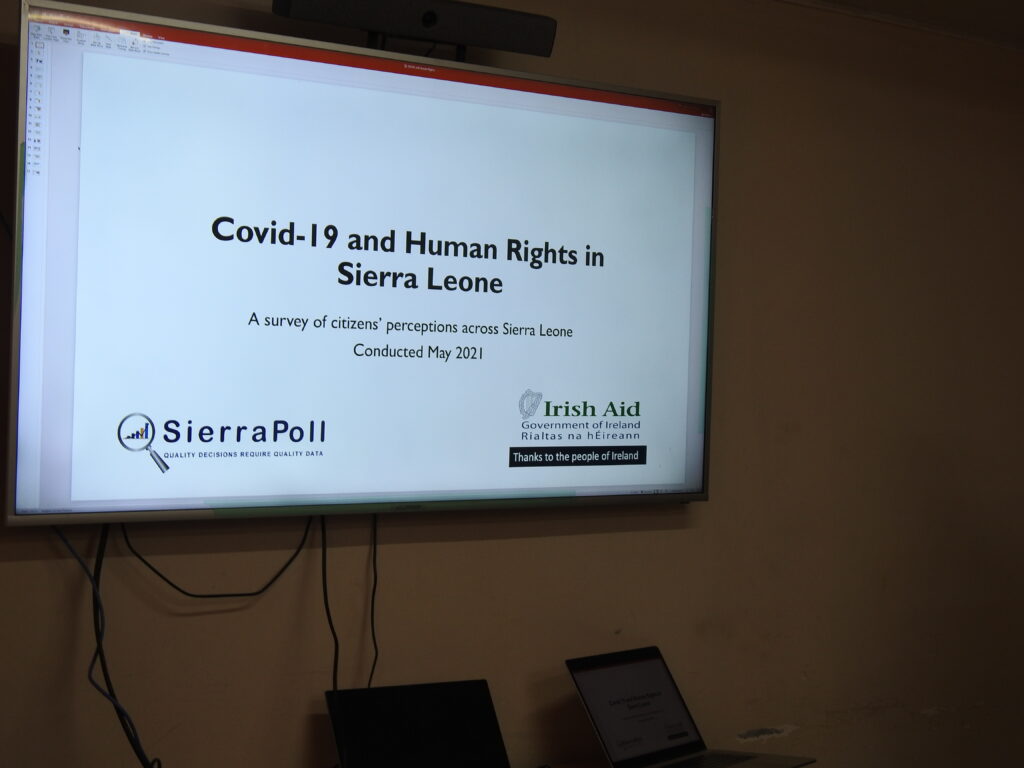 Covid-19 and Human Rights in
Sierra Leone
A survey of citizens' perceptions across Sierra Leone
Conducted May 2021
SierraPoll
QUALITY DECISIONS REQUIRE QUALITY DATA
Irish Aid
Government of Ireland
Rialtas na hÉireann
Thanks to the people of Ireland